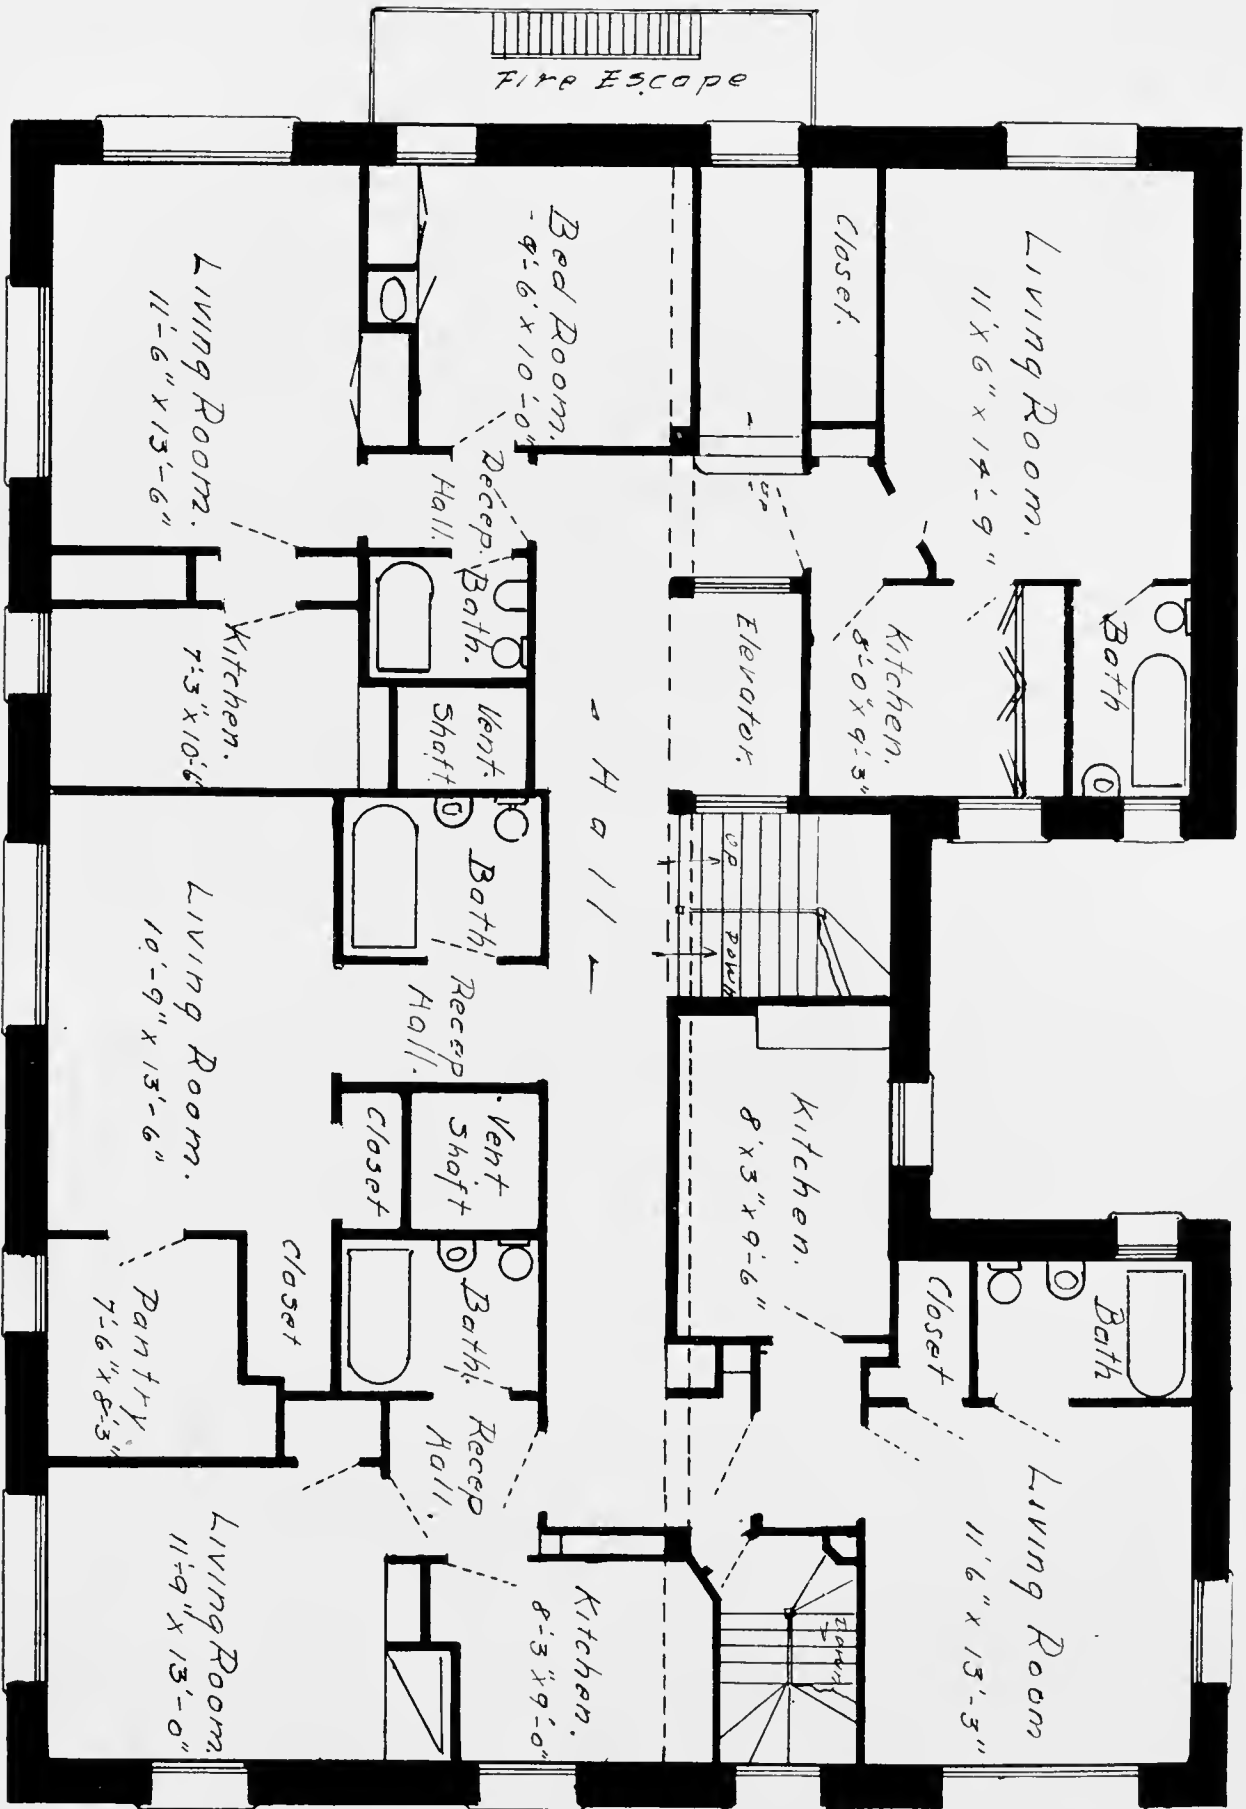 Fire Escape
Living Room.
11'-6" x 13'-6"
Bed Room.
-9'-6" x 10'-0"
Closet.
Living Room.
11'x6" x 14'-9"
up
Recep.
Hall.
Bath.
Kitchen.
7'-3" x 10'-6"
Vent.
Shaft.
Elevator.
Kitchen.
8'-0" x 9'-3"
Bath
- Hall -
up
Down
Living Room.
10'-9" x 13'-6"
Bath
Recep
Hall.
Closet
Vent
Shaft
Kitchen.
8'x3" x 9'-6"
Closet
Pantry.
7'-6" x 8'-3"
Bath.
Recep
Hall.
Closet
Bath
Living Room
11'6" x 13'-3"
Living Room.
11'-9" x 13'-0"
Kitchen.
8'-3" x 9'-0"
Down